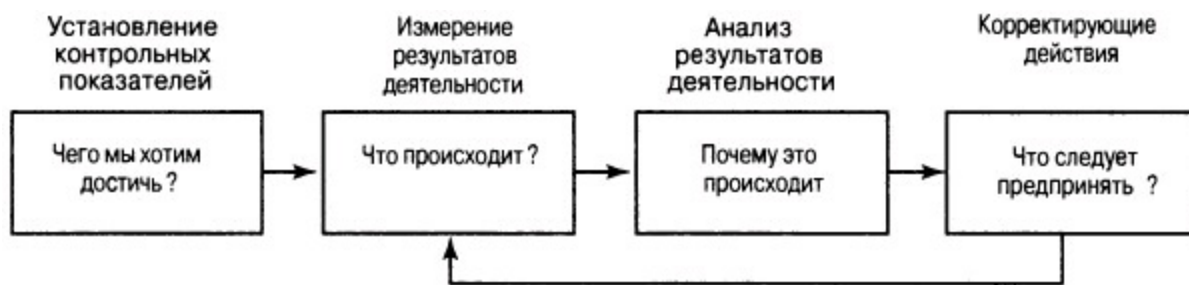 Установление
контрольных
показателей
Измерение
результатов
деятельности
Анализ
результатов
деятельности
Корректирующие
действия
Чего мы хотим
достичь ?
Что происходит ?
Почему это
происходит
Что следует
предпринять ?